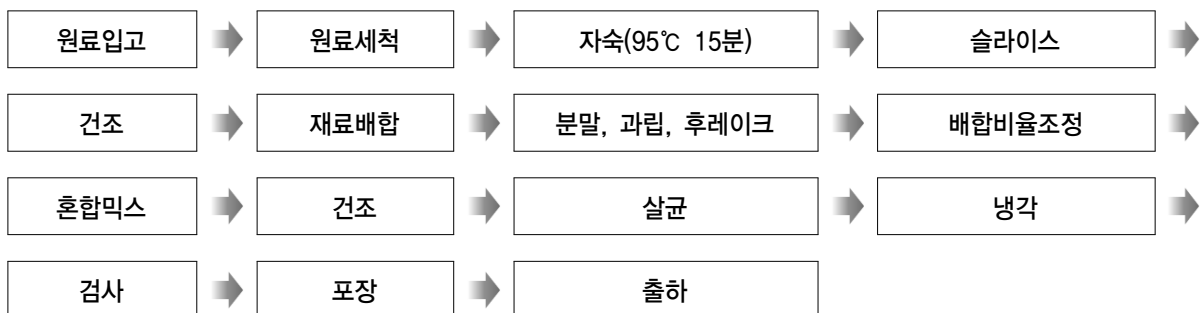 원료입고 원료세척 자숙(95℃ 15분) 슬라이스
건조 재료배합 분말, 과립, 후레이크 배합비율조정
혼합믹스 건조 살균 냉각
검사 포장 출하